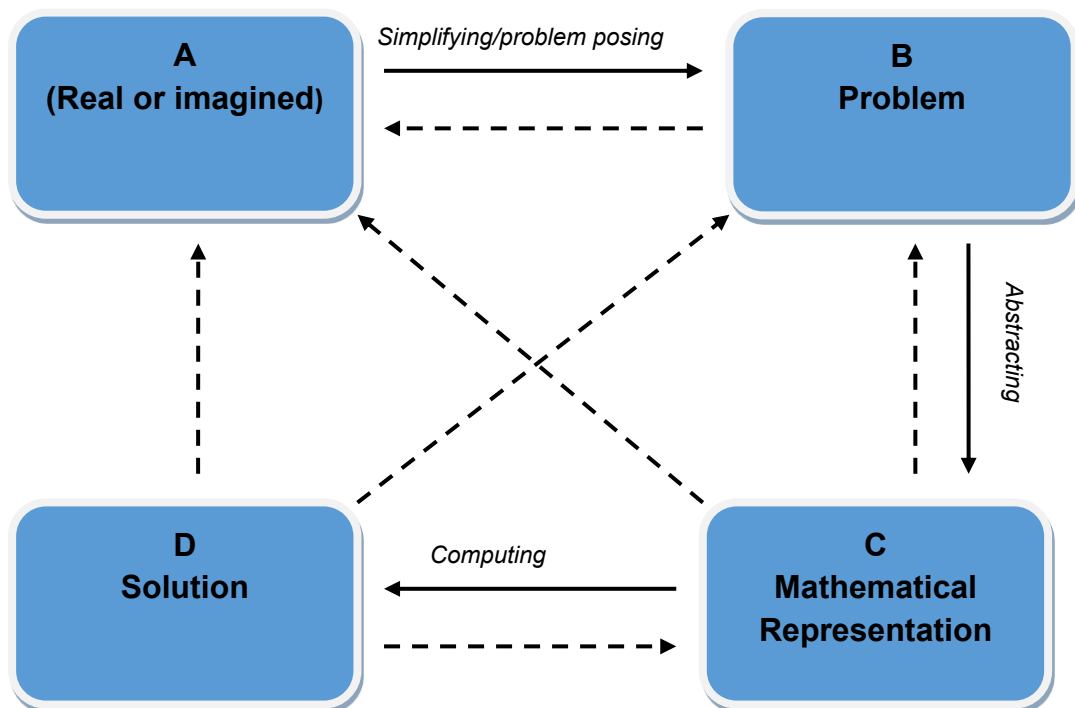 A
(Real or imagined)
Simplifying/problem posing
B
Problem
Abstracting
D
Solution
Computing
C
Mathematical
Representation